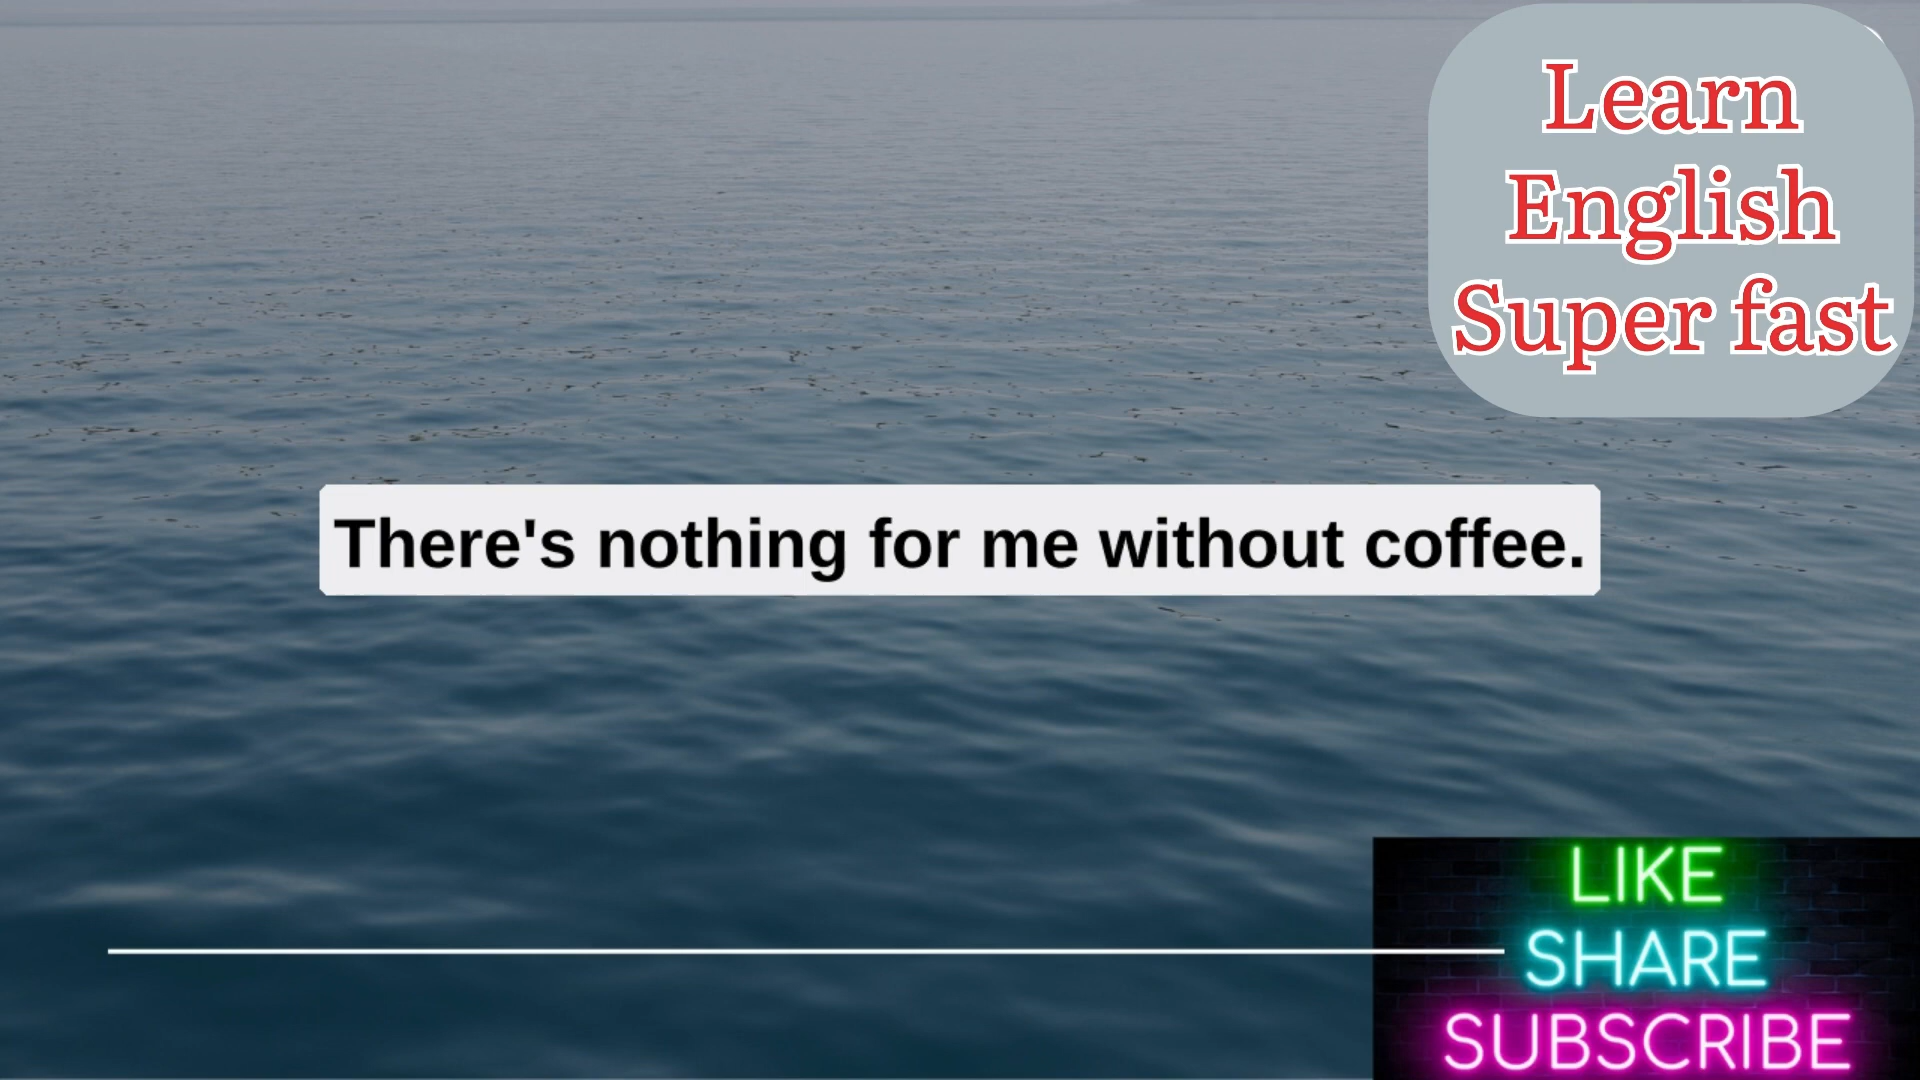 Learn
English
Super fast
There's nothing for me without coffee.
LIKE
SHARE
SUBSCRIBE